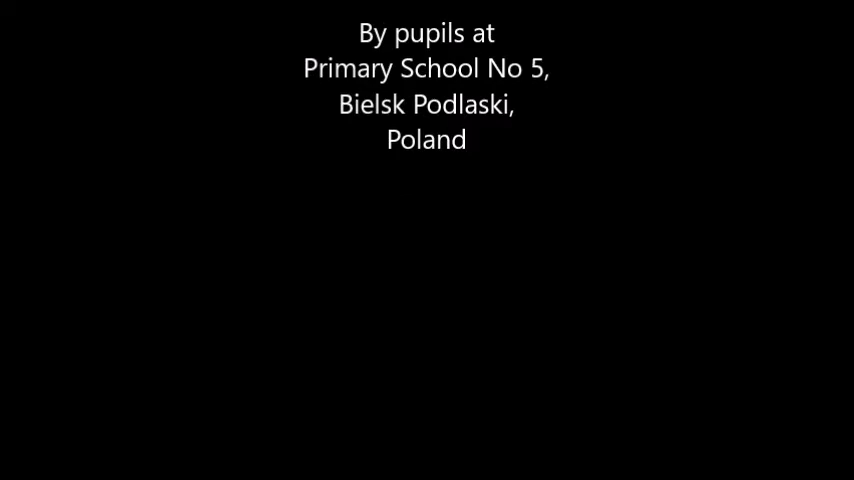 By pupils at
Primary School No 5,
Bielsk Podlaski,
Poland